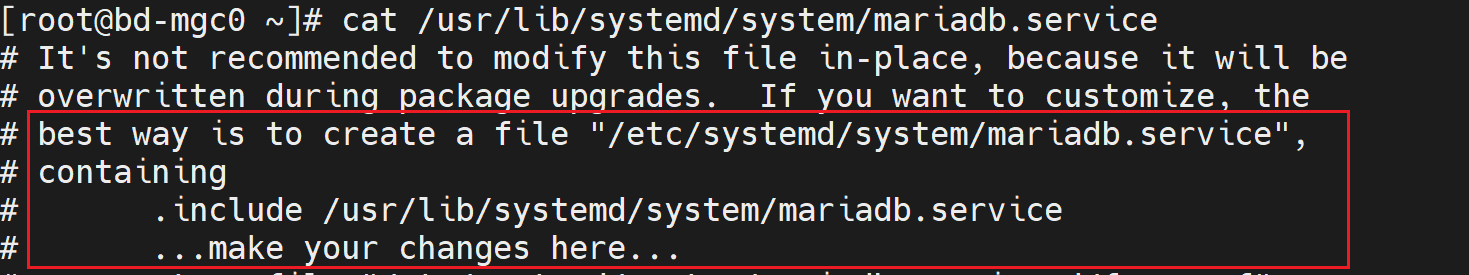 [root@bd-mgc0 ~]# cat /usr/lib/systemd/system/mariadb.service
# It's not recommended to modify this file in-place, because it will be
# overwritten during package upgrades.  If you want to customize, the
# best way is to create a file "/etc/systemd/system/mariadb.service",
# containing
#       .include /usr/lib/systemd/system/mariadb.service
#       ...make your changes here...